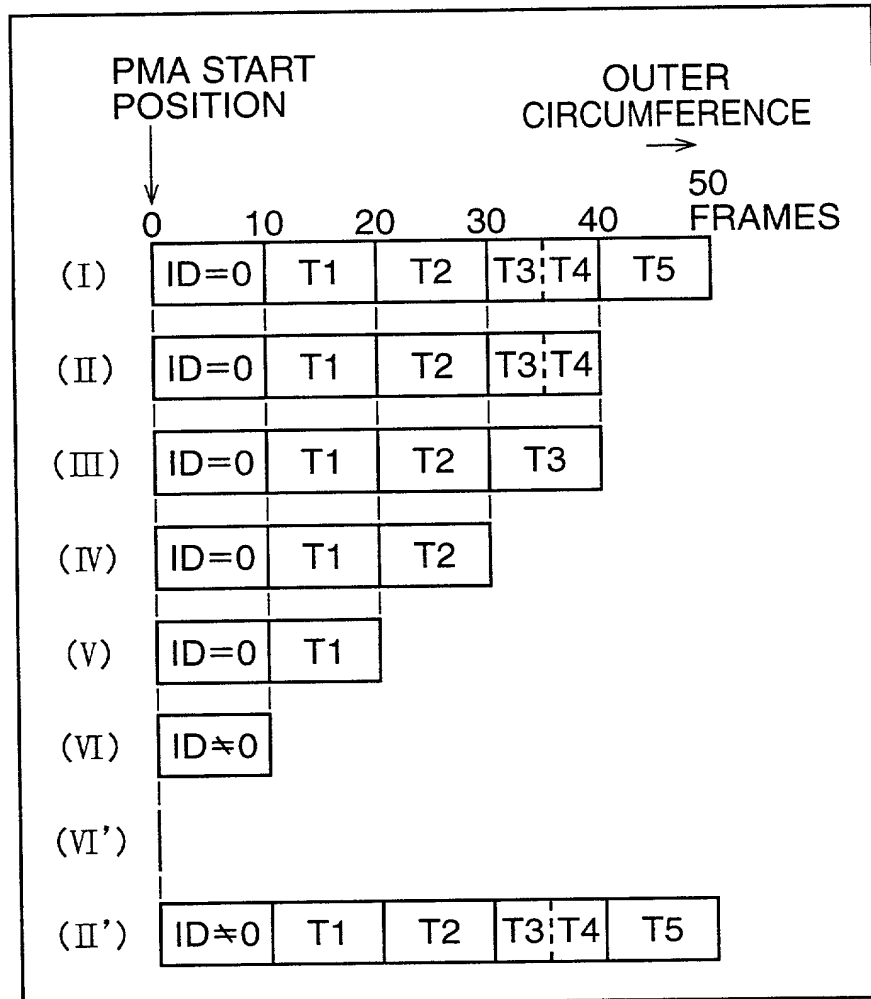 PMA START
POSITION
OUTER
CIRCUMFERENCE
→
0 10 20 30 40 50
FRAMES
(I) ID=0 T1 T2 T3 T4 T5
(II) ID=0 T1 T2 T3 T4
(III) ID=0 T1 T2 T3
(IV) ID=0 T1 T2
(V) ID=0 T1
(VI) ID≠0
(VI')
(II') ID≠0 T1 T2 T3 T4 T5